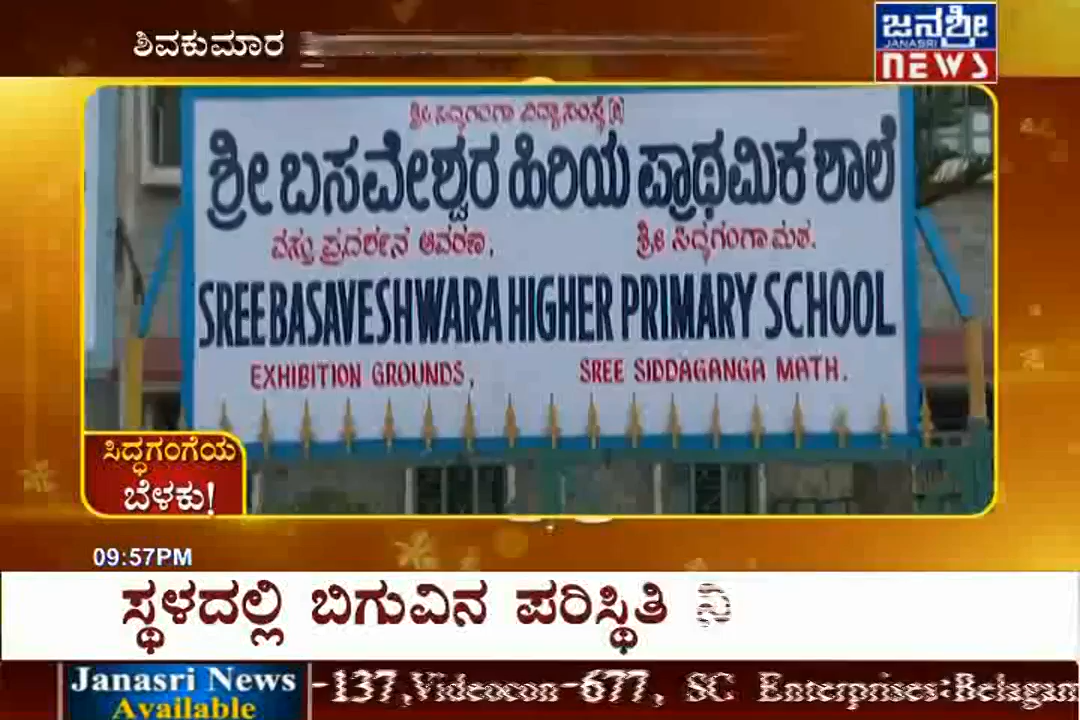 ಶಿವಕುಮಾರ
ಜನಶ್ರೀ
JANASRI
NEWS
ಶ್ರೀ ಸಿದ್ಧಗಂಗಾ ವಿದ್ಯಾಸಂಸ್ಥೆ (ರಿ)
ಶ್ರೀ ಬಸವೇಶ್ವರ ಹಿರಿಯ ಪ್ರಾಥಮಿಕ ಶಾಲೆ
ವಸ್ತು ಪ್ರದರ್ಶನ ಆವರಣ, ಶ್ರೀ ಸಿದ್ಧಗಂಗಾ ಮಠ.
SREE BASAVESHWARA HIGHER PRIMARY SCHOOL
EXHIBITION GROUNDS, SREE SIDDAGANGA MATH.
ಸಿದ್ಧಗಂಗೆಯ
ಬೆಳಕು!
09:57PM
ಸ್ಥಳದಲ್ಲಿ ಬಿಗುವಿನ ಪರಿಸ್ಥಿತಿ
Janasri News
Available
-137,Videocon-677, SC Enterprises:Belagam